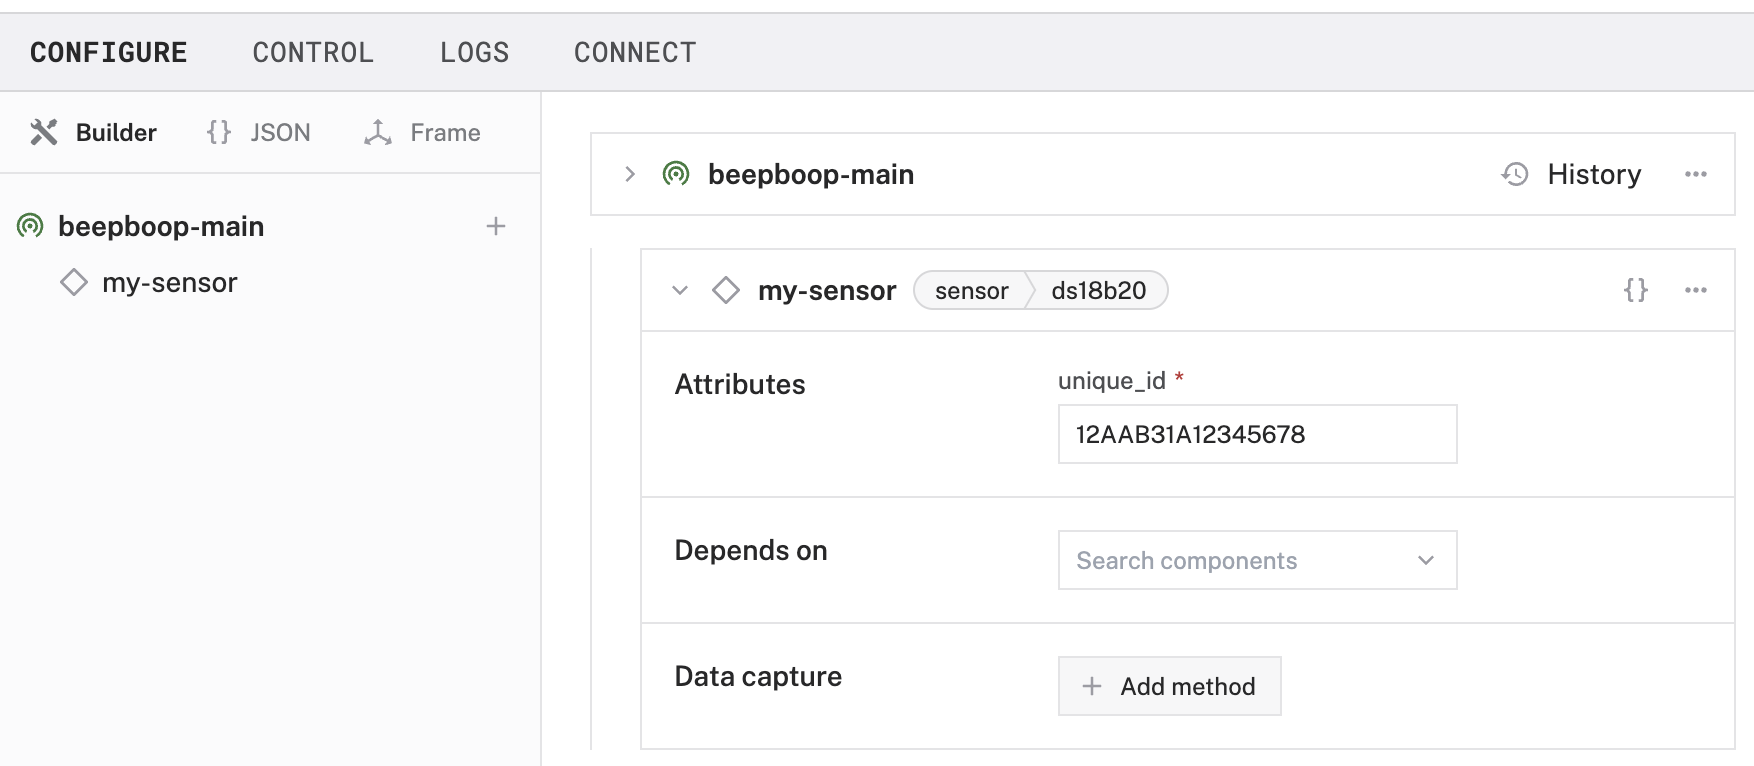 CONFIGURE CONTROL LOGS CONNECT
Builder {} JSON Frame
beepboop-main
my-sensor
beepboop-main History
my-sensor sensor ds18b20 {}
Attributes
unique_id *
12AAB31A12345678
Depends on
Search components
Data capture
+ Add method